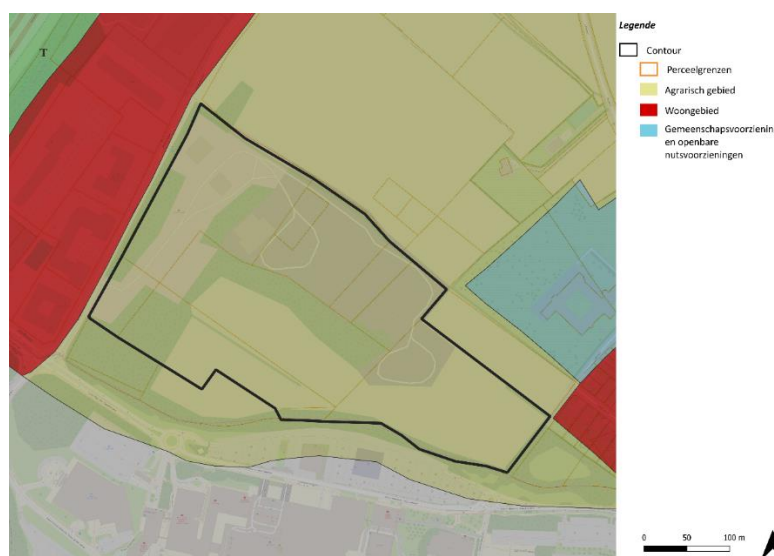 T
Legende
Contour
Perceelgrenzen
Agrarisch gebied
Woongebied
Gemeenschapsvoorzienin
en openbare
nutsvoorzieningen
0 50 100 m